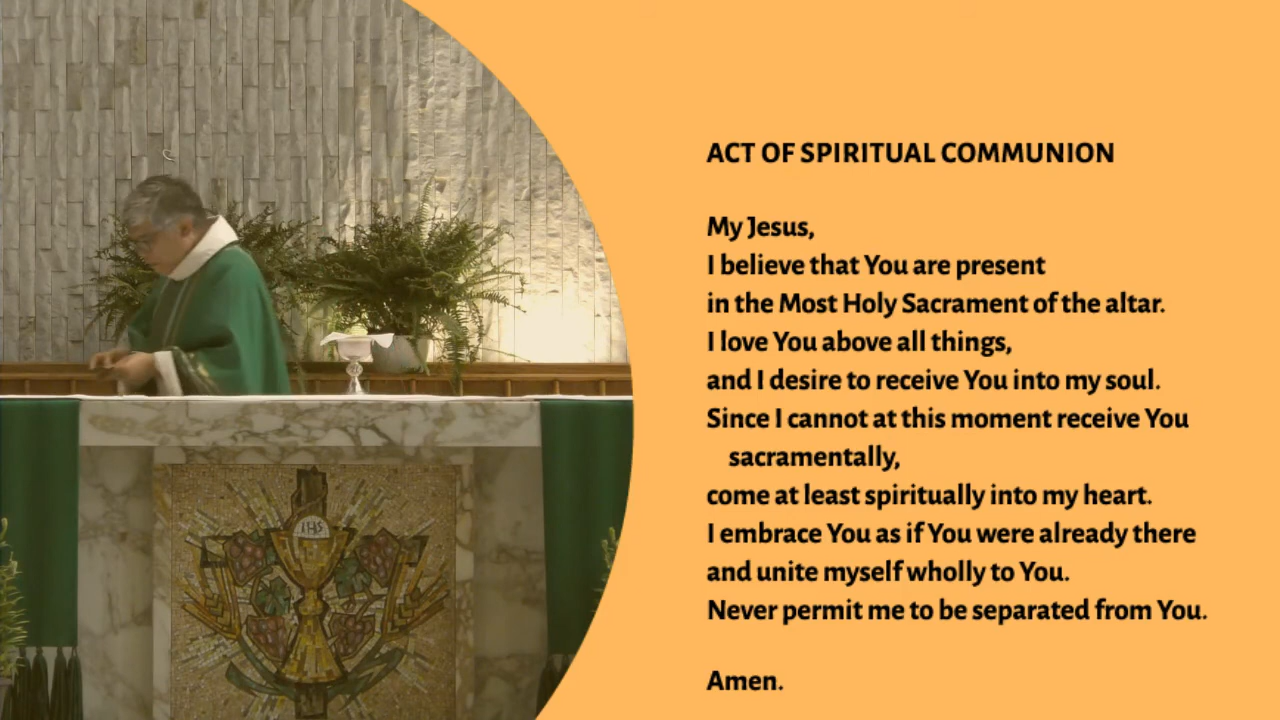 ACT OF SPIRITUAL COMMUNION
My Jesus,
I believe that You are present
in the Most Holy Sacrament of the altar.
I love You above all things,
and I desire to receive You into my soul.
Since I cannot at this moment receive You
sacramentally,
come at least spiritually into my heart.
I embrace You as if You were already there
and unite myself wholly to You.
Never permit me to be separated from You.
Amen.
IHS